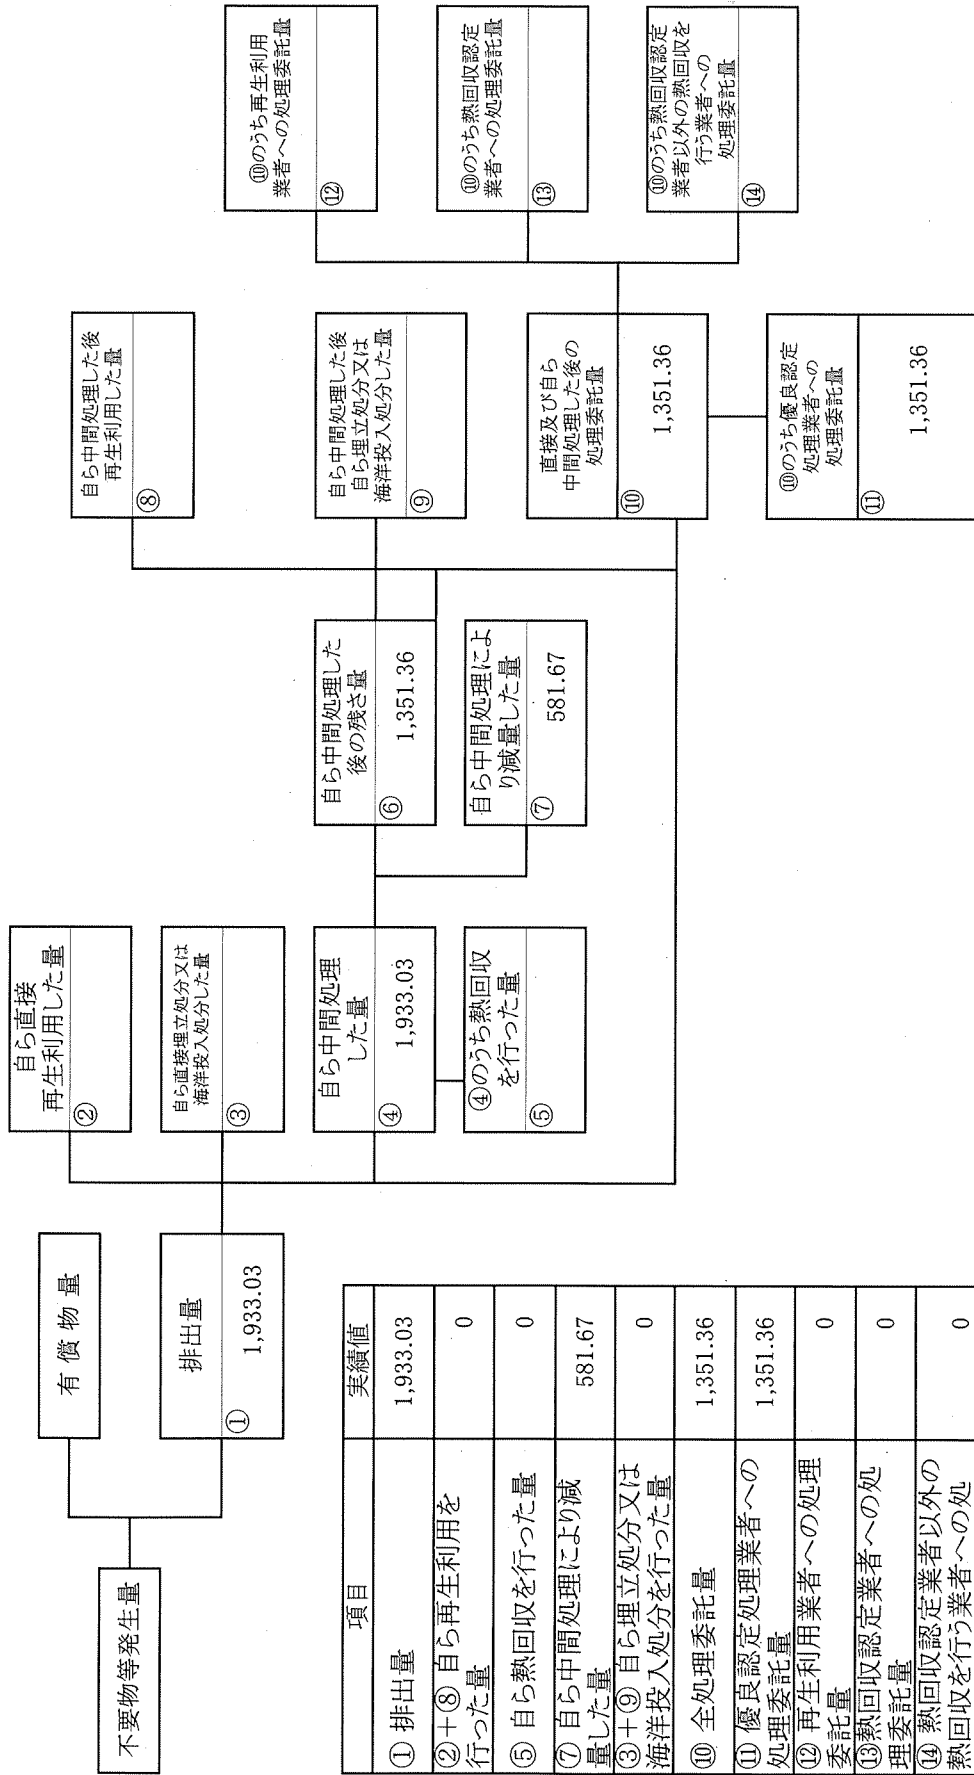 不要物等発生量
有償物量
排出量
①
1,933.03
自ら直接
再生利用した量
②
自ら直接埋立処分又は
海洋投入処分した量
③
自ら中間処理
した量
④
1,933.03
④のうち熱回収
を行った量
⑤
自ら中間処理した
後の残さ量
⑥
1,351.36
自ら中間処理によ
り減量した量
⑦
581.67
自ら中間処理した後
再生利用した量
⑧
自ら中間処理した後
自ら埋立処分又は
海洋投入処分した量
⑨
直接及び自ら
中間処理した後の
処理委託量
⑩
1,351.36
⑩のうち優良認定
処理業者への
処理委託量
⑪
1,351.36
⑩のうち再生利用
業者への処理委託量
⑫
⑩のうち熱回収認定
業者への処理委託量
⑬
⑩のうち熱回収認定
業者以外の熱回収を
行う業者への
処理委託量
⑭
項目 実績値
①排出量 1,933.03
②+⑧自ら再生利用を
行った量 0
⑤自ら熱回収を行った量 0
⑦自ら中間処理により減
量した量 581.67
③+⑨自ら埋立処分又は
海洋投入処分を行った量 0
⑩全処理委託量 1,351.36
⑪優良認定処理業者への
処理委託量 1,351.36
⑫再生利用業者への処理
委託量 0
⑬熱回収認定業者への処
理委託量 0
⑭熱回収認定業者以外の
熱回収を行う業者への処 0